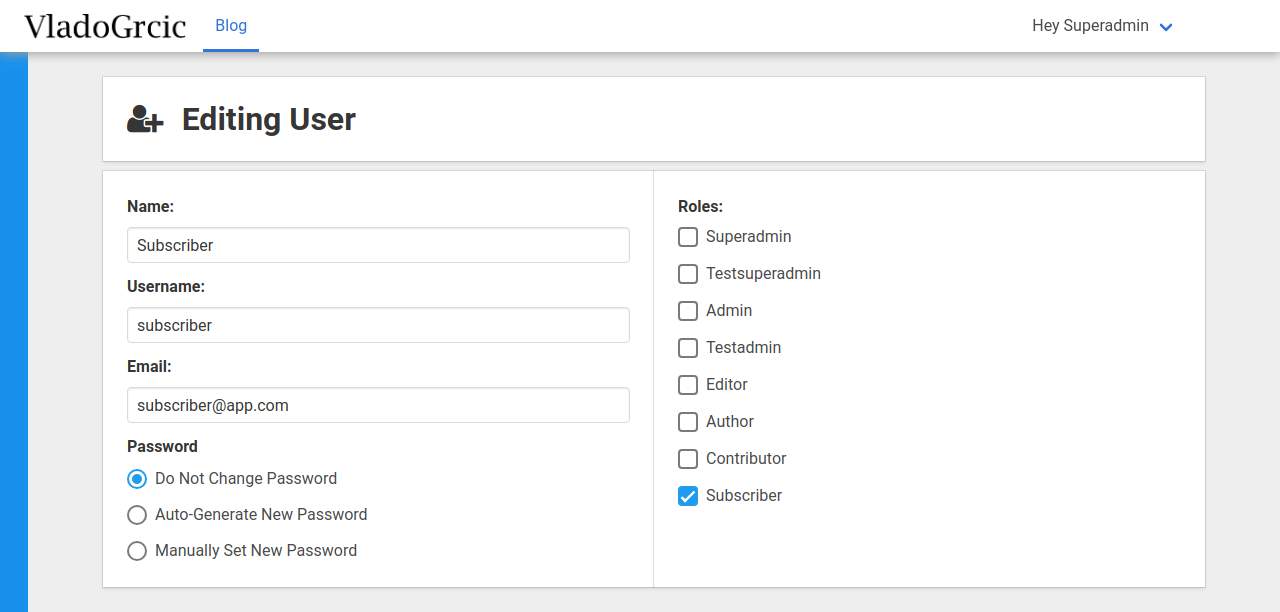 VladoGrcic
Blog
Hey Superadmin
Editing User
Name:
Subscriber
Username:
subscriber
Email:
subscriber@app.com
Password
Do Not Change Password
Auto-Generate New Password
Manually Set New Password
Roles:
Superadmin
Testsuperadmin
Admin
Testadmin
Editor
Author
Contributor
Subscriber